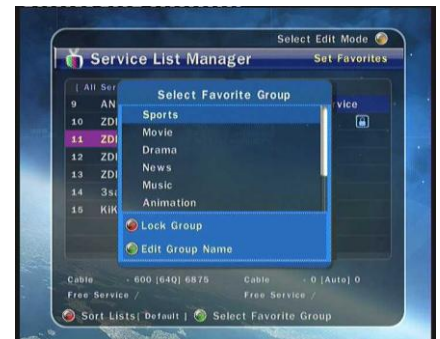 Select Edit Mode
Service List Manager
Set Favorites
[ All Ser
Select Favorite Group
9 AN
vice
Sports
10 ZDI
Movie
11 ZDI
Drama
12 ZDI
News
13 ZDI
Music
14 3sa
Animation
15 KiK
Lock Group
Edit Group Name
Cable - 600 [64Q] 6875
Cable - 0 [Auto] 0
Free Service /
Free Service /
Sort Lists[ Default ]
Select Favorite Group